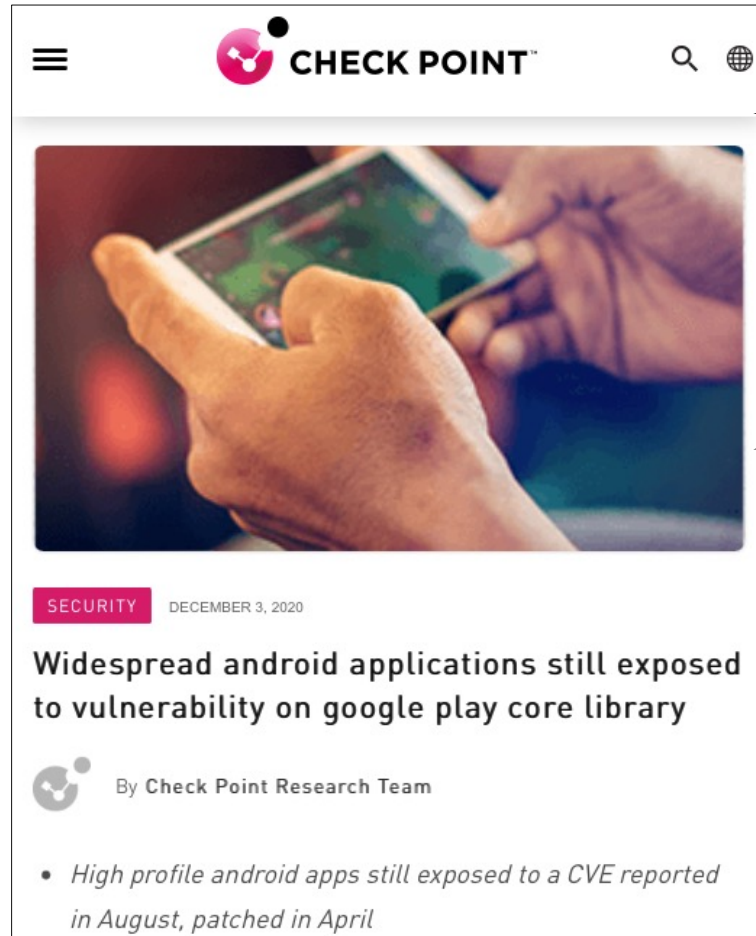 CHECK POINT™
SECURITY DECEMBER 3, 2020
Widespread android applications still exposed
to vulnerability on google play core library
By Check Point Research Team
• High profile android apps still exposed to a CVE reported
in August, patched in April